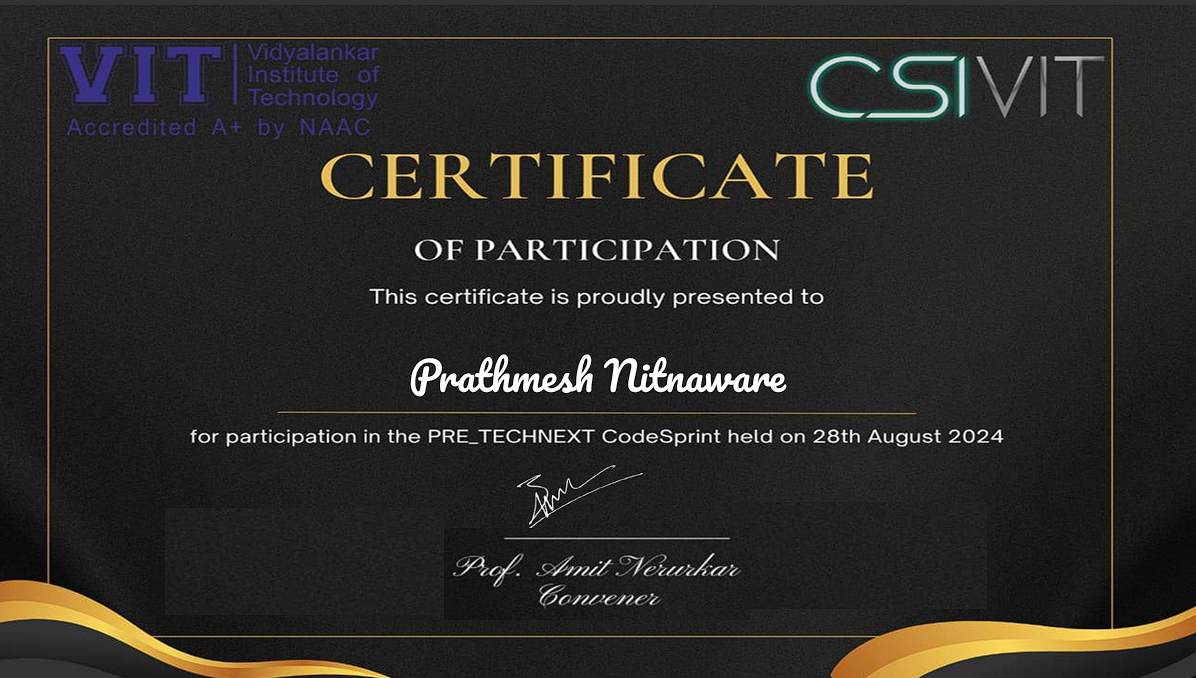 VIT
Vidyalankar
Institute of
Technology
Accredited A+ by NAAC
CSIVIT
CERTIFICATE
OF PARTICIPATION
This certificate is proudly presented to
Prathmesh Nitnaware
for participation in the PRE_TECHNEXT CodeSprint held on 28th August 2024
Prof. Amit Nerurkar
Convener